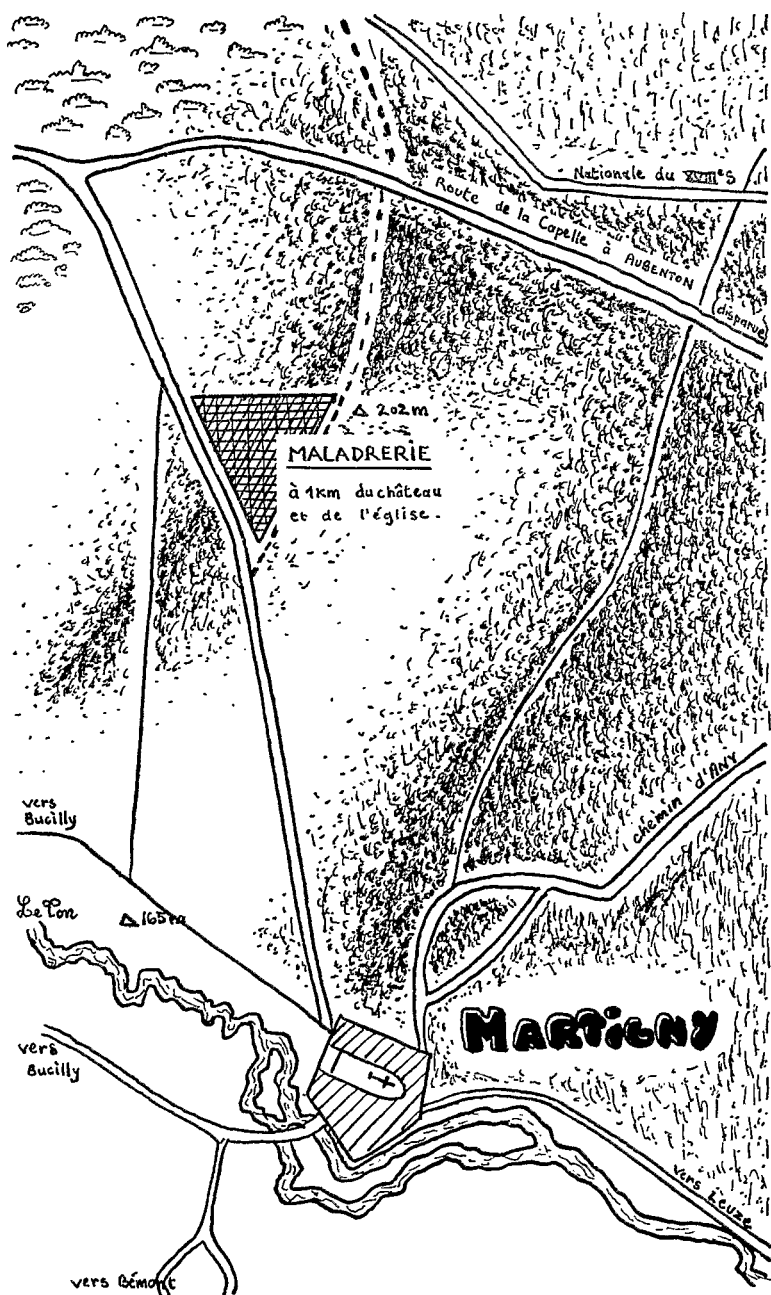 Nationale du XVIIIeS
disparue
Route de la Capelle à AUBENTON
202m
MALADRERIE
à 1km du château
et de l'église.
chemin d'ANY
vers
Bucilly
Le Ton
165m
MARTIGNY
vers
Bucilly
vers Leuze
vers Bémont